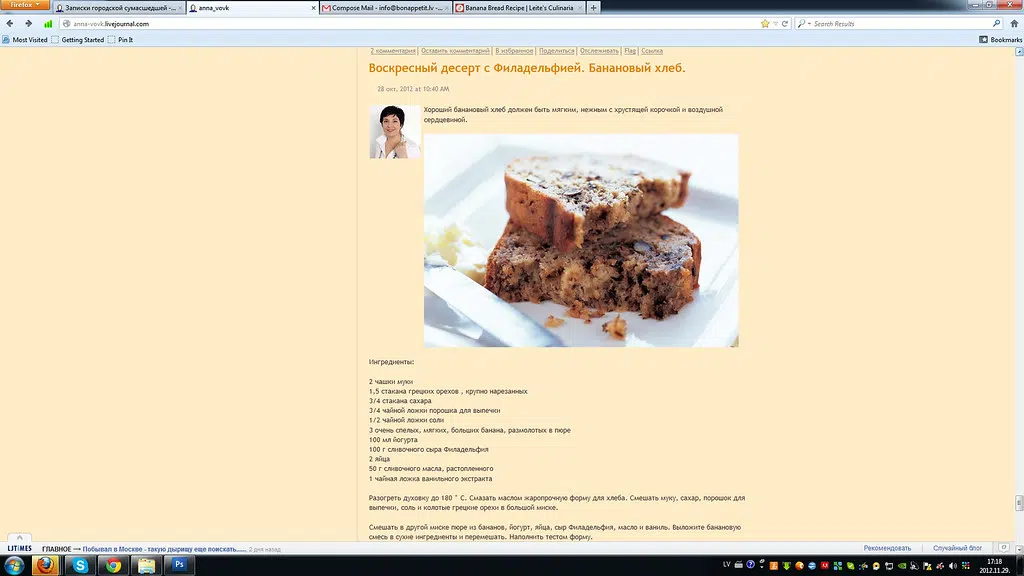 Firefox
Записки городской сумасшедшей - ...
anna_vovk
Compose Mail - info@bonappetit.lv - ...
Banana Bread Recipe | Leite's Culinaria
anna-vovk.livejournal.com
Search Results
Most Visited
Getting Started
Pin It
Bookmarks
2 комментария | Оставить комментарий | В избранное | Поделиться | Отслеживать | Flag | Ссылка
Воскресный десерт с Филадельфией. Банановый хлеб.
28 окт, 2012 at 10:40 AM
Хороший банановый хлеб должен быть мягким, нежным с хрустящей корочкой и воздушной
сердцевиной.
Ингредиенты:
2 чашки муки
1,5 стакана грецких орехов , крупно нарезанных
3/4 стакана сахара
3/4 чайной ложки порошка для выпечки
1/2 чайной ложки соли
3 очень спелых, мягких, больших банана, размолотых в пюре
100 мл йогурта
100 г сливочного сыра Филадельфия
2 яйца
50 г сливочного масла, растопленного
1 чайная ложка ванильного экстракта
Разогреть духовку до 180 ° С. Смазать маслом жаропрочную форму для хлеба. Смешать муку, сахар, порошок для
выпечки, соль и колотые грецкие орехи в большой миске.
Смешать в другой миске пюре из бананов, йогурт, яйца, сыр Филадельфия, масло и ваниль. Выложите банановую
смесь в сухие ингредиенты и перемешать. Наполнить тестом форму.
LJTIMES
ГЛАВНОЕ → Побывал в Москве - такую дырищу еще поискать...... 2 дня назад
Рекомендовать
Случайный блог
Ps
LV
17:18
2012.11.29.